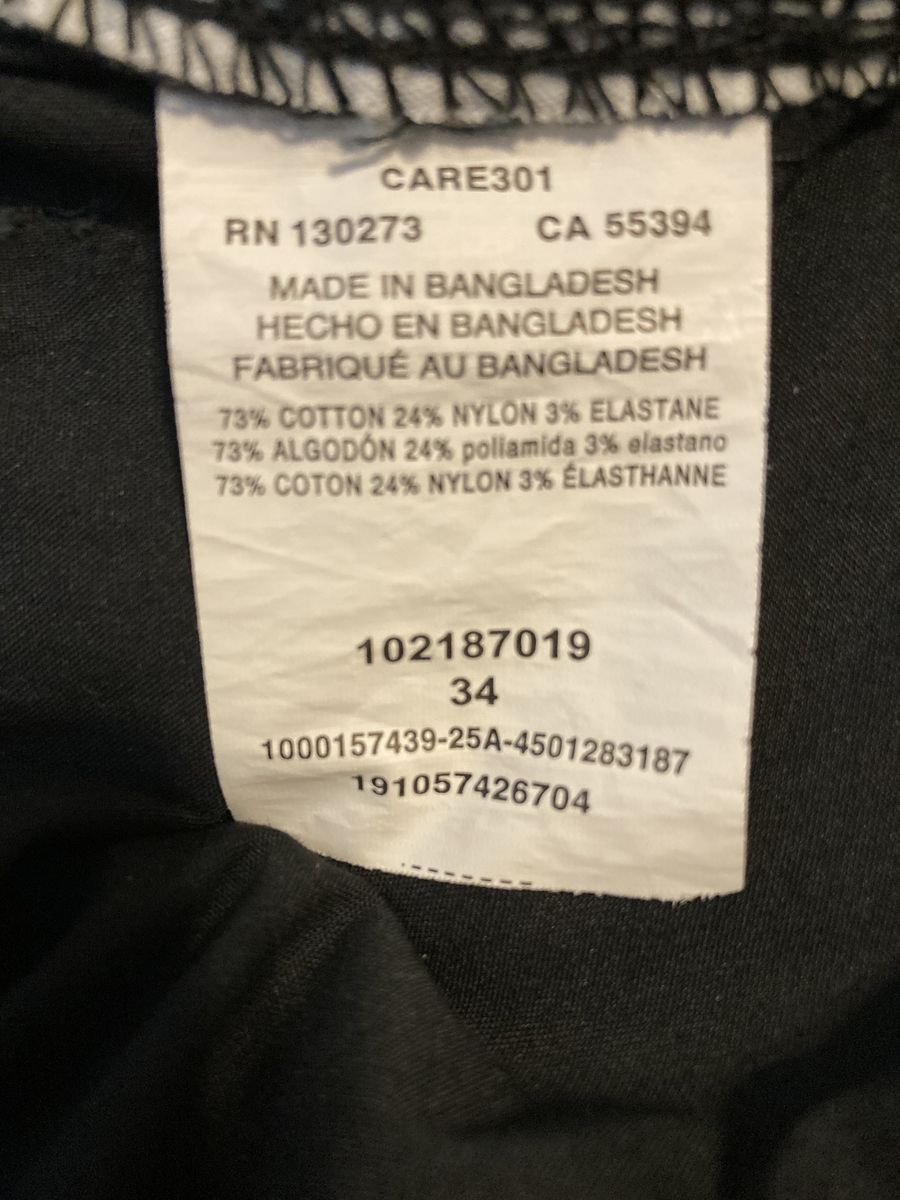 CARE301
RN 130273 CA 55394
MADE IN BANGLADESH
HECHO EN BANGLADESH
FABRIQUÉ AU BANGLADESH
73% COTTON 24% NYLON 3% ELASTANE
73% ALGODÓN 24% poliamida 3% elastano
73% COTON 24% NYLON 3% ÉLASTHANNE
102187019
34
1000157439-25A-4501283187
191057426704